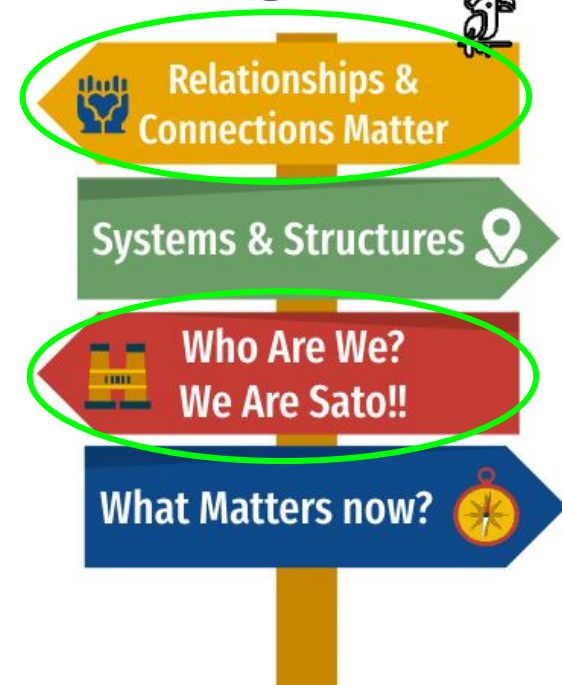 Relationships &
Connections Matter
Systems & Structures
Who Are We?
We Are Sato!!
What Matters now?